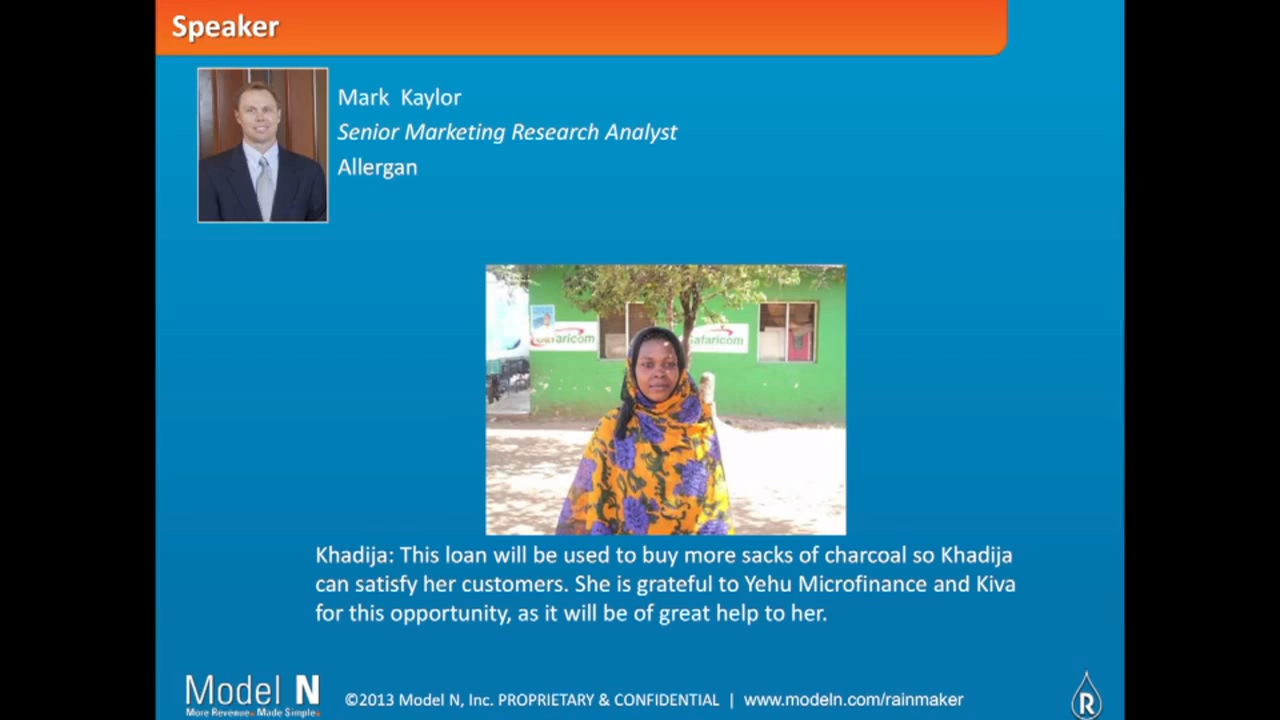 Speaker
Mark Kaylor
Senior Marketing Research Analyst
Allergan
Safaricom
Safaricom
Khadija: This loan will be used to buy more sacks of charcoal so Khadija
can satisfy her customers. She is grateful to Yehu Microfinance and Kiva
for this opportunity, as it will be of great help to her.
Model N
More Revenue. Made Simple.
©2013 Model N, Inc. PROPRIETARY & CONFIDENTIAL | www.modeln.com/rainmaker
R